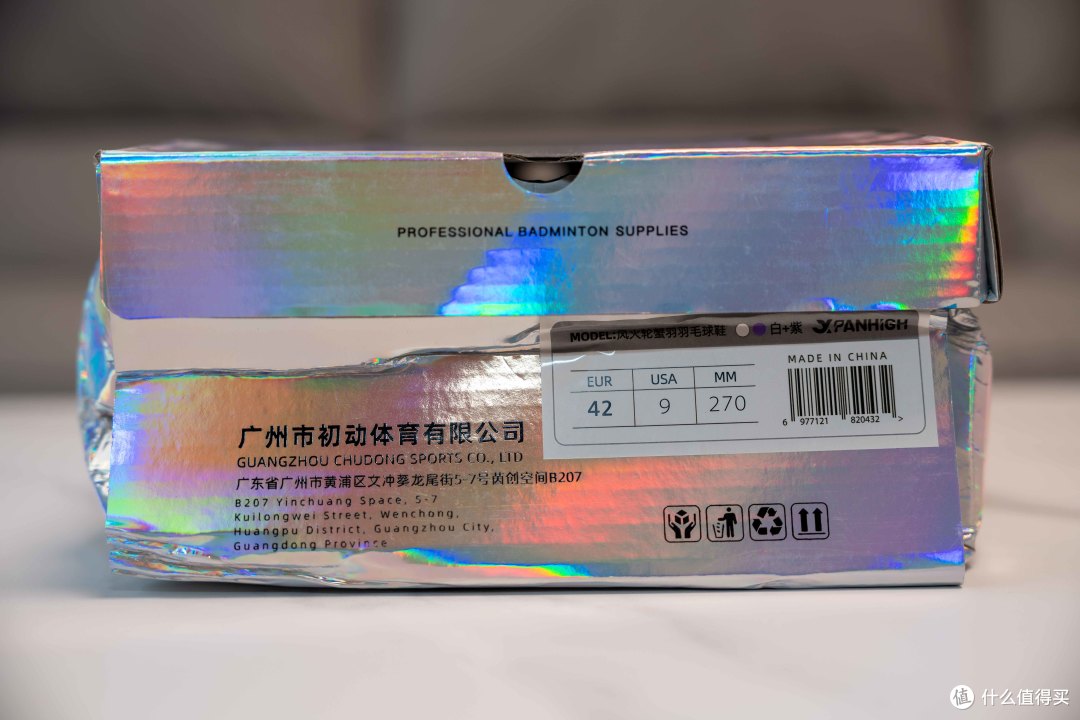 PROFESSIONAL BADMINTON SUPPLIES
MODEL:风火轮蟹羽羽毛球鞋 白+紫 PANHIGH
EUR USA MM
42 9 270
MADE IN CHINA
6 977121 820432 >
广州市初动体育有限公司
GUANGZHOU CHUDONG SPORTS CO., LTD
广东省广州市黄浦区文冲葵龙尾街5-7号茵创空间B207
B207 Yinchuang Space, 5-7
Kuilongwei Street, Wenchong,
Huangpu District, Guangzhou City,
Guangdong Province
值 什么值得买